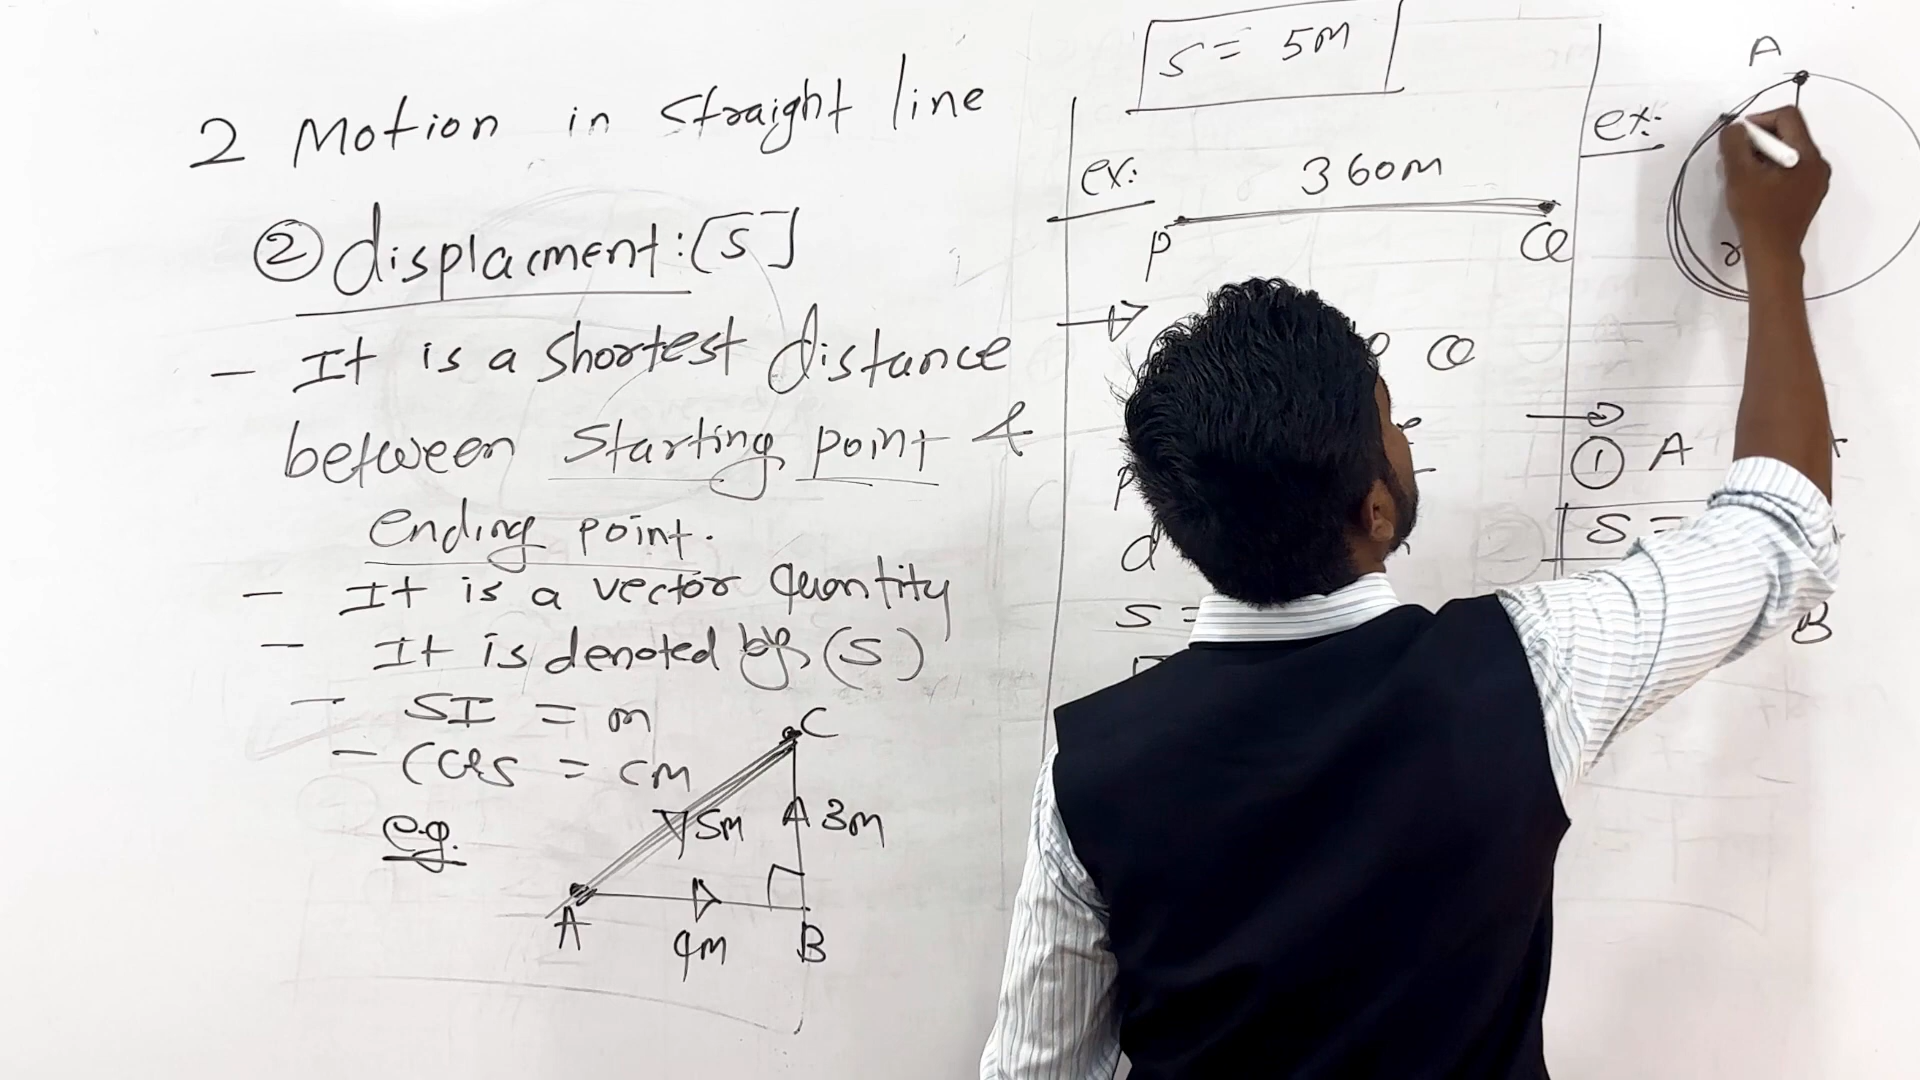 2 Motion in straight line
② displacment: [S]
- It is a shortest distance
between starting point &
ending point.
- It is a vector quantity
- It is denoted by (S)
- SI = m
- CGS = cm
e.g.
C
5m
3m
A
4m
B
S = 5m
ex:
360m
P
Q
Q
P
d
S =
ex:
A
r
① A
S =
B